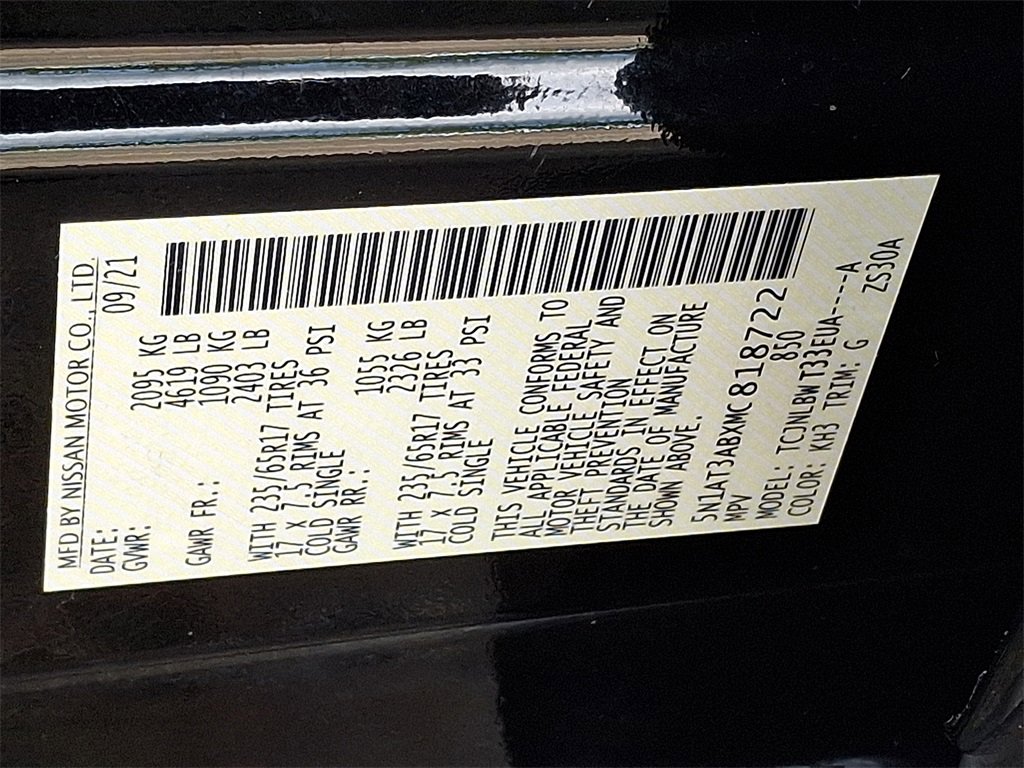 MFD BY NISSAN MOTOR CO., LTD.
DATE: 09/21
GVWR: 2095 KG
4619 LB
GAWR FR.: 1090 KG
2403 LB
WITH 235/65R17 TIRES
17 X 7.5 RIMS AT 36 PSI
COLD SINGLE
GAWR RR.: 1055 KG
2326 LB
WITH 235/65R17 TIRES
17 X 7.5 RIMS AT 33 PSI
COLD SINGLE
THIS VEHICLE CONFORMS TO
ALL APPLICABLE FEDERAL
MOTOR VEHICLE SAFETY AND
THEFT PREVENTION
STANDARDS IN EFFECT ON
THE DATE OF MANUFACTURE
SHOWN ABOVE.
5N1AT3ABXMC8187722
MPV 850
MODEL: TCJNLBW T33EUA----A
COLOR: KH3 TRIM: G ZS30A